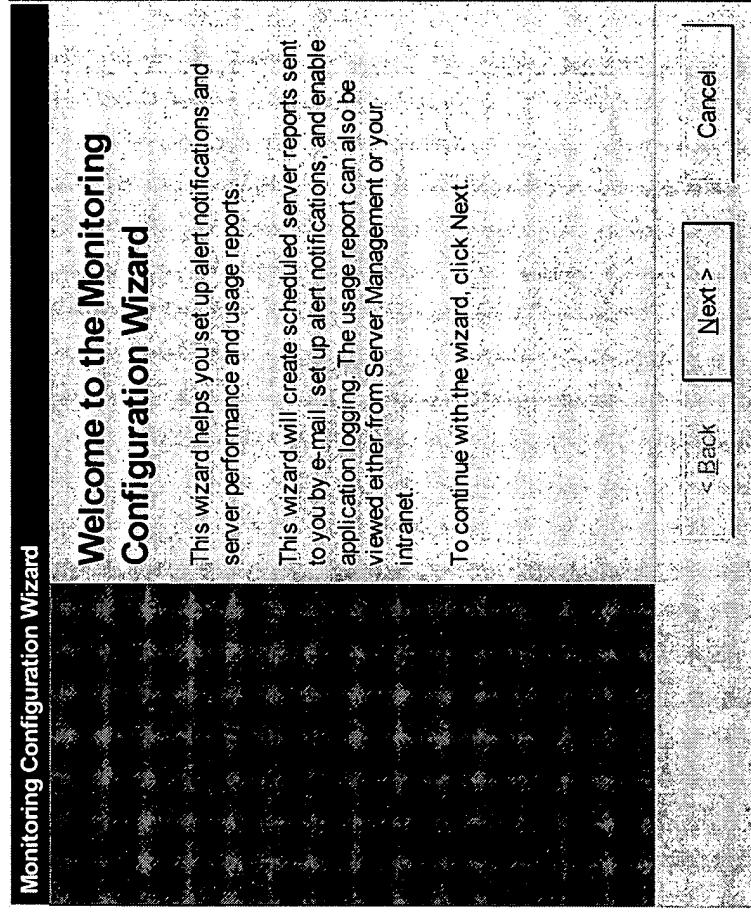 Monitoring Configuration Wizard
Welcome to the Monitoring
Configuration Wizard
This wizard helps you set up alert notifications and
server performance and usage reports.
This wizard will create scheduled server reports sent
to you by e-mail, set up alert notifications, and enable
application logging. The usage report can also be
viewed either from Server Management or your
intranet.
To continue with the wizard, click Next.
< Back
Next >
Cancel